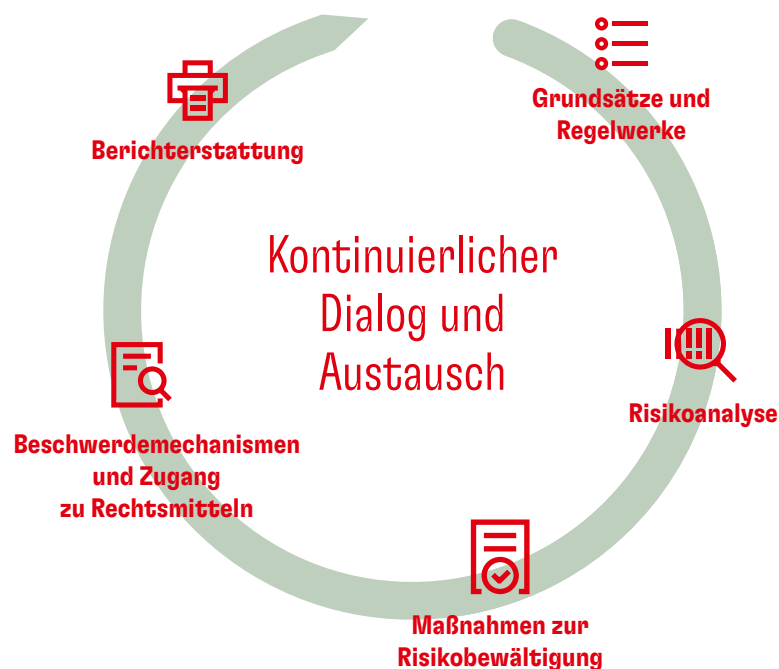 Grundsätze und
Regelwerke
Risikoanalyse
Maßnahmen zur
Risikobewältigung
Beschwerdemechanismen
und Zugang
zu Rechtsmitteln
Berichterstattung
Kontinuierlicher
Dialog und
Austausch